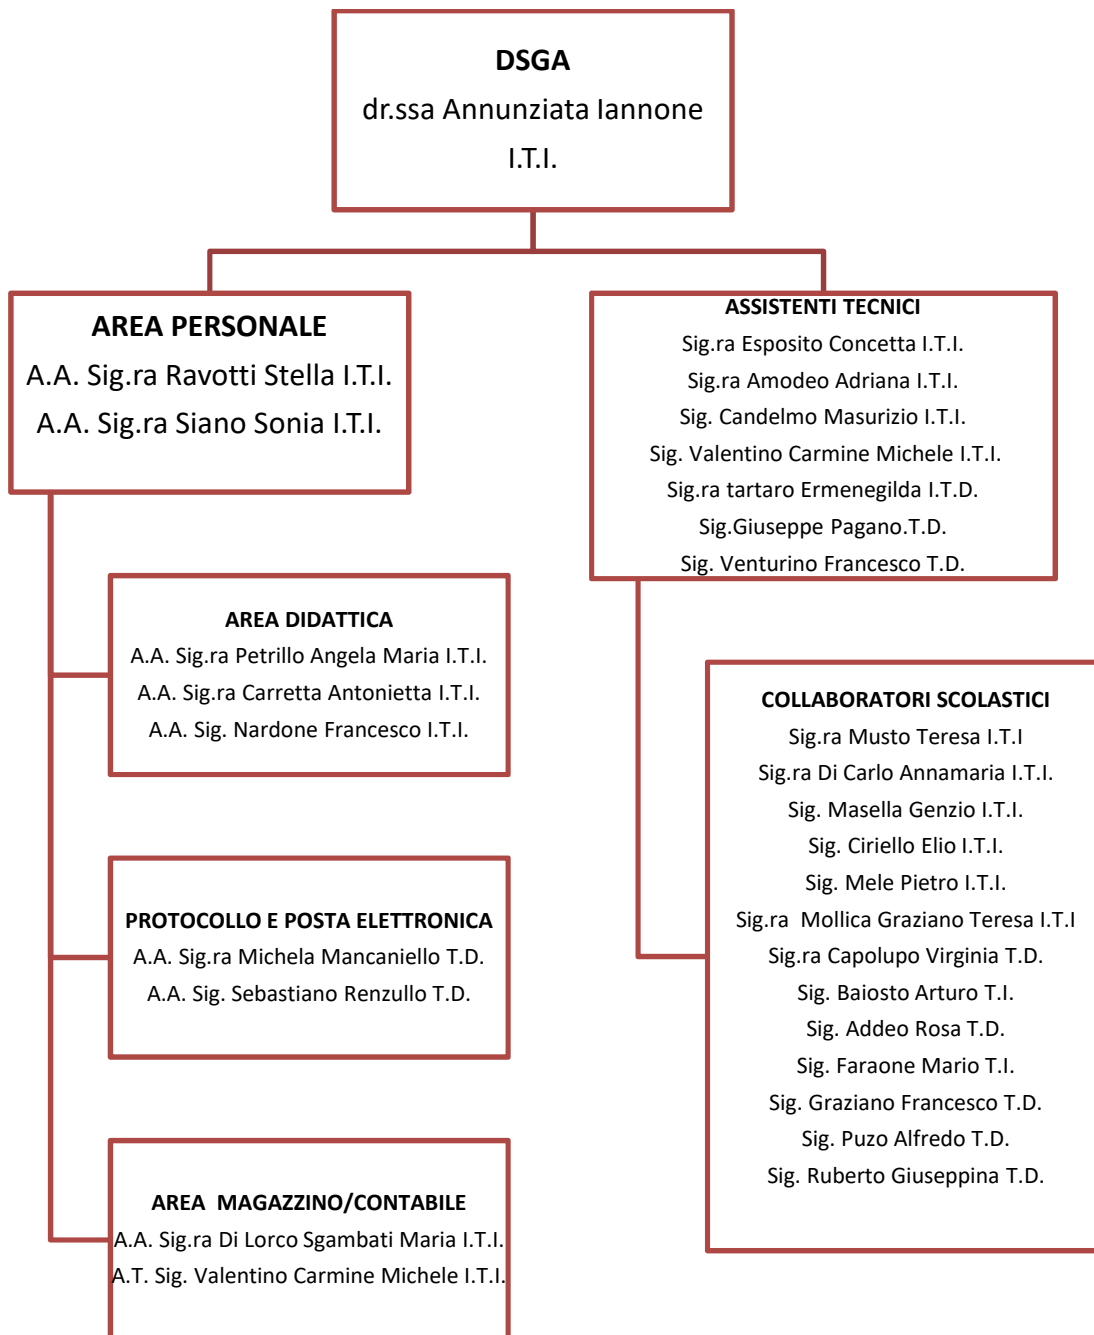 DSGA
dr.ssa Annunziata Iannone
I.T.I.
AREA PERSONALE
A.A. Sig.ra Ravotti Stella I.T.I.
A.A. Sig.ra Siano Sonia I.T.I.
AREA DIDATTICA
A.A. Sig.ra Petrillo Angela Maria I.T.I.
A.A. Sig.ra Carretta Antonietta I.T.I.
A.A. Sig. Nardone Francesco I.T.I.
PROTOCOLLO E POSTA ELETTRONICA
A.A. Sig.ra Michela Mancaniello T.D.
A.A. Sig. Sebastiano Renzullo T.D.
AREA  MAGAZZINO/CONTABILE
A.A. Sig.ra Di Lorco Sgambati Maria I.T.I.
A.T. Sig. Valentino Carmine Michele I.T.I.
ASSISTENTI TECNICI
Sig.ra Esposito Concetta I.T.I.
Sig.ra Amodeo Adriana I.T.I.
Sig. Candelmo Masurizio I.T.I.
Sig. Valentino Carmine Michele I.T.I.
Sig.ra tartaro Ermenegilda I.T.D.
Sig.Giuseppe Pagano.T.D.
Sig. Venturino Francesco T.D.
COLLABORATORI SCOLASTICI
Sig.ra Musto Teresa I.T.I
Sig.ra Di Carlo Annamaria I.T.I.
Sig. Masella Genzio I.T.I.
Sig. Ciriello Elio I.T.I.
Sig. Mele Pietro I.T.I.
Sig.ra  Mollica Graziano Teresa I.T.I
Sig.ra Capolupo Virginia T.D.
Sig. Baiosto Arturo T.I.
Sig. Addeo Rosa T.D.
Sig. Faraone Mario T.I.
Sig. Graziano Francesco T.D.
Sig. Puzo Alfredo T.D.
Sig. Ruberto Giuseppina T.D.